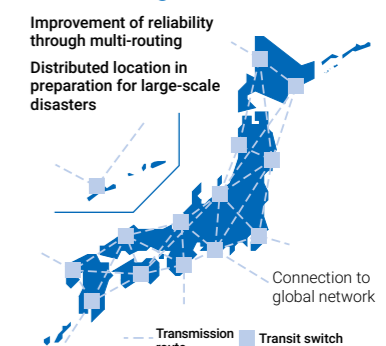 Improvement of reliability
through multi-routing
Distributed location in
preparation for large-scale
disasters
Connection to
global network
Transmission
route
Transit switch